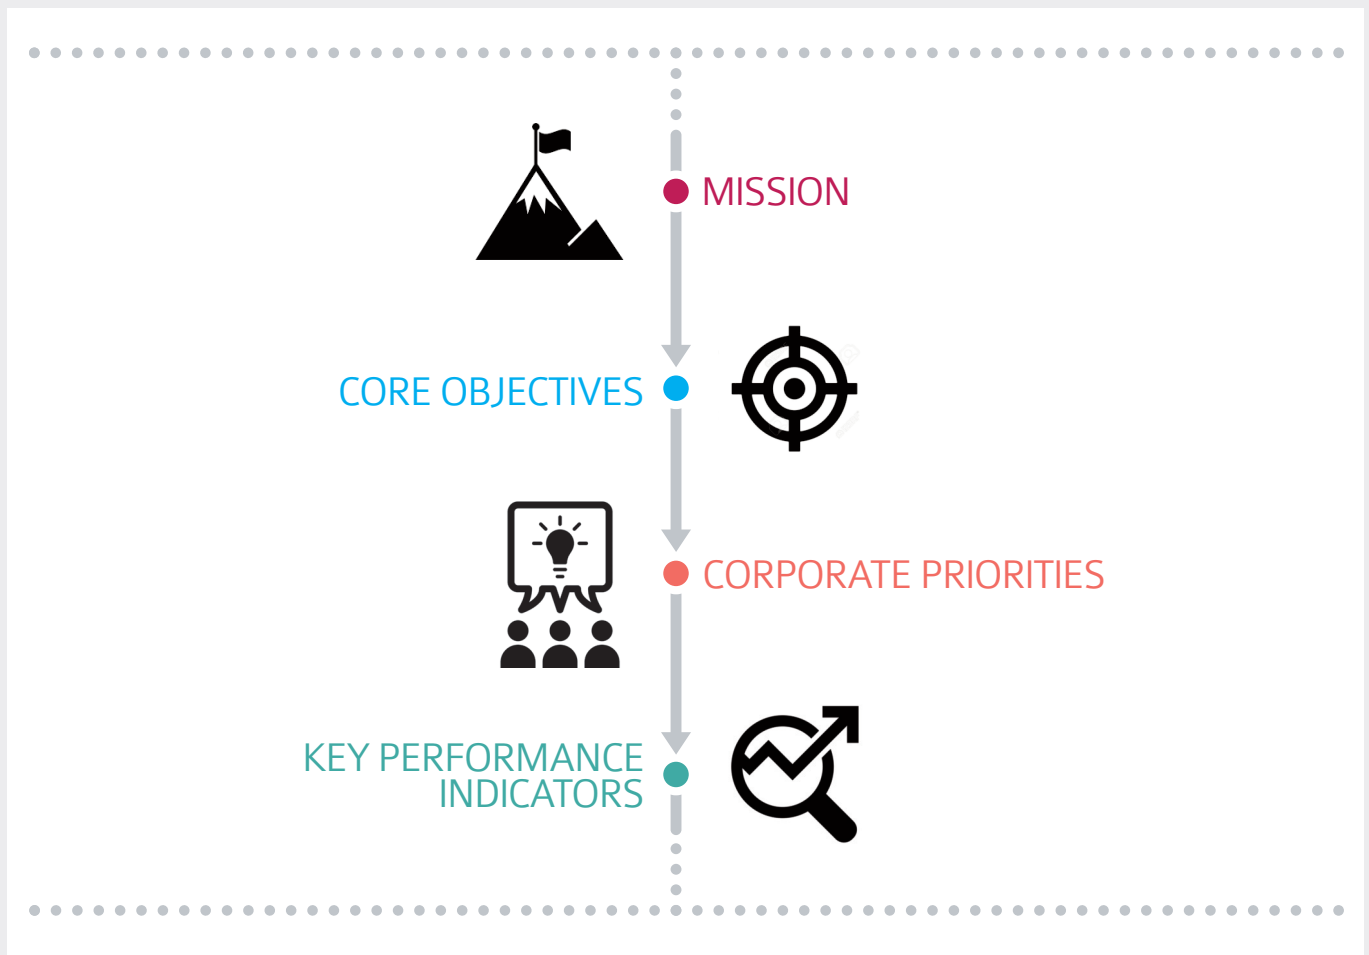 MISSION
CORE OBJECTIVES
CORPORATE PRIORITIES
KEY PERFORMANCE
INDICATORS